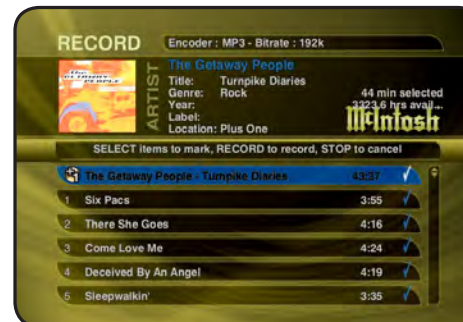 RECORD
Encoder : MP3 - Bitrate : 192k
ARTIST
The Getaway People
Title: Turnpike Diaries
Genre: Rock
44 min selected
Year:
3323.6 hrs avail...
Label:
Location: Plus One
McIntosh
SELECT items to mark, RECORD to record, STOP to cancel
The Getaway People - Turnpike Diaries 43:37
1 Six Pacs 3:55
2 There She Goes 4:16
3 Come Love Me 4:24
4 Deceived By An Angel 4:19
5 Sleepwalkin' 3:35